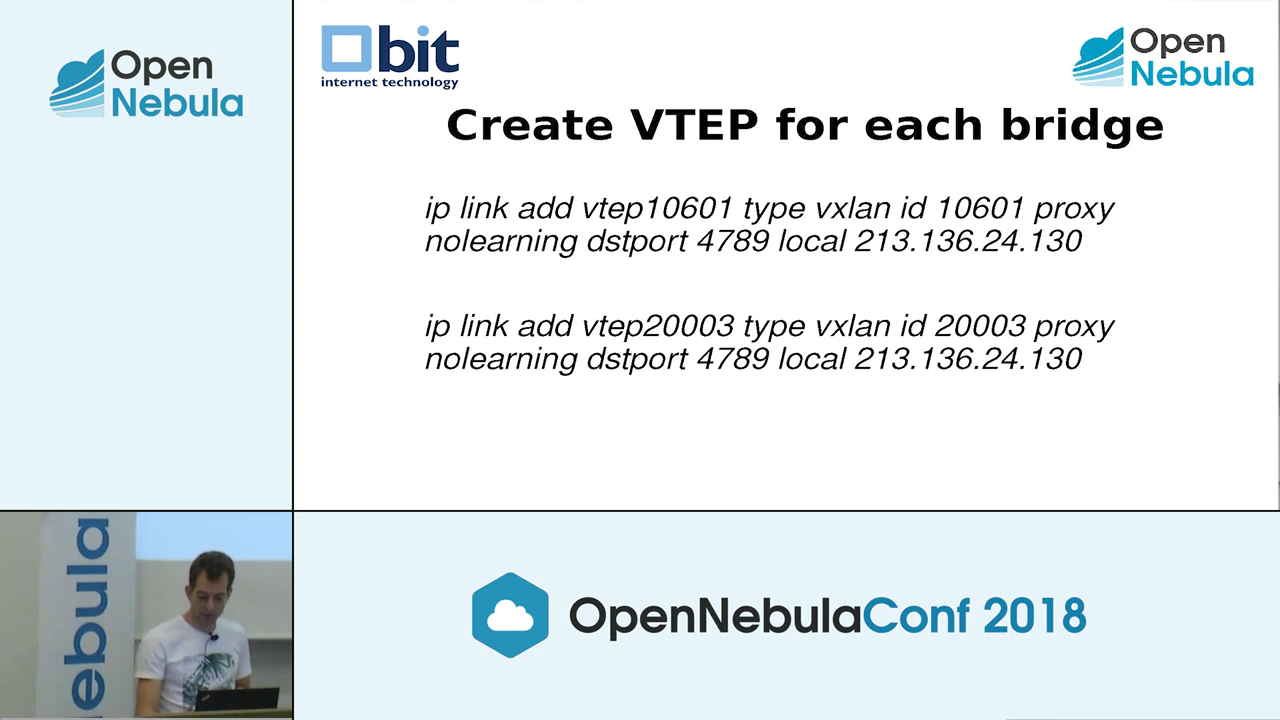 Open
Nebula
bit
internet technology
Open
Nebula
Create VTEP for each bridge
ip link add vtep10601 type vxlan id 10601 proxy
nolearning dstport 4789 local 213.136.24.130
ip link add vtep20003 type vxlan id 20003 proxy
nolearning dstport 4789 local 213.136.24.130
ebula
OpenNebulaConf 2018